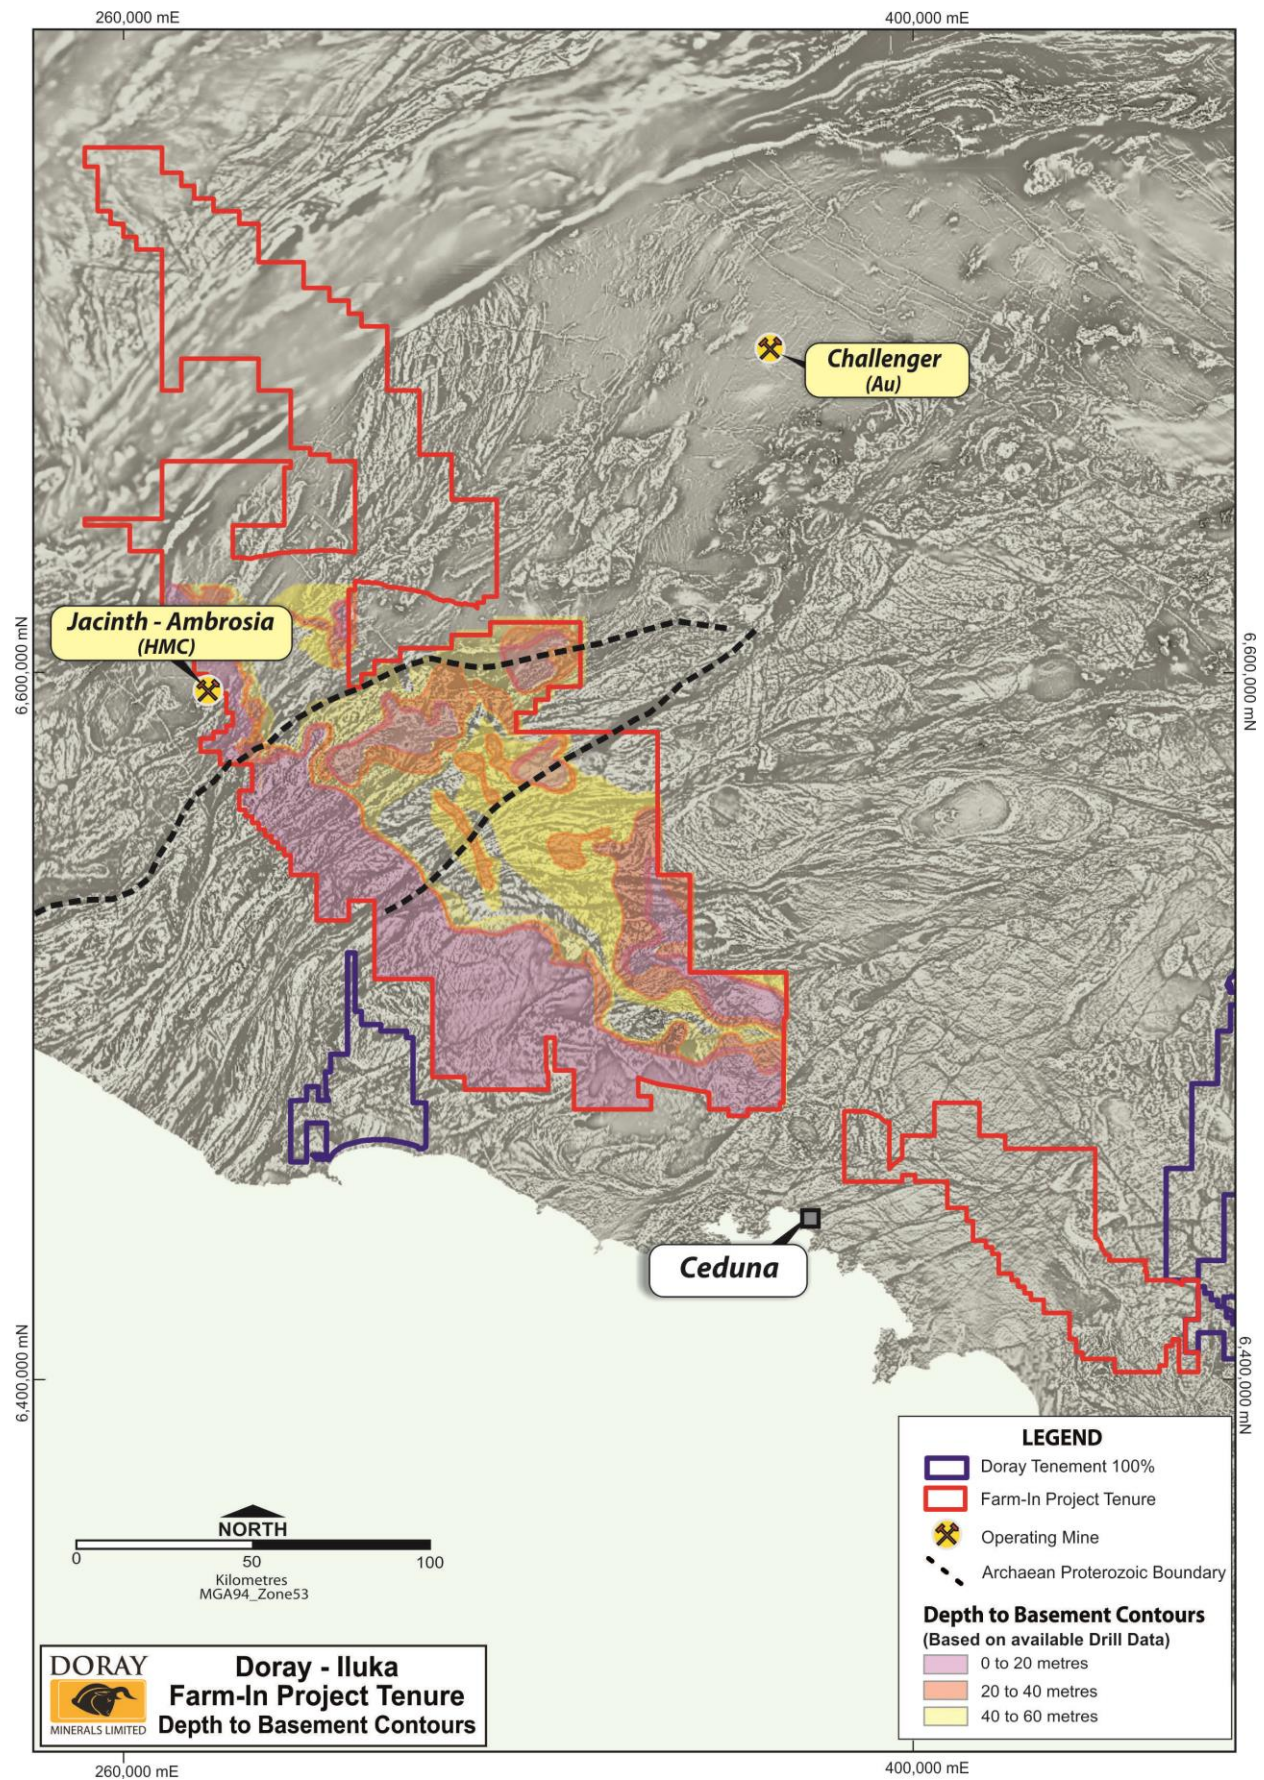 260,000 mE
400,000 mE
Challenger
(Au)
Jacinth - Ambrosia
(HMC)
6,600,000 mN
6,600,000 mN
Ceduna
6,400,000 mN
6,400,000 mN
LEGEND
Doray Tenement 100%
Farm-In Project Tenure
Operating Mine
Archaean Proterozoic Boundary
Depth to Basement Contours
(Based on available Drill Data)
0 to 20 metres
20 to 40 metres
40 to 60 metres
NORTH
0 50 100
Kilometres
MGA94_Zone53
DORAY
MINERALS LIMITED
Doray - Iluka
Farm-In Project Tenure
Depth to Basement Contours
260,000 mE
400,000 mE